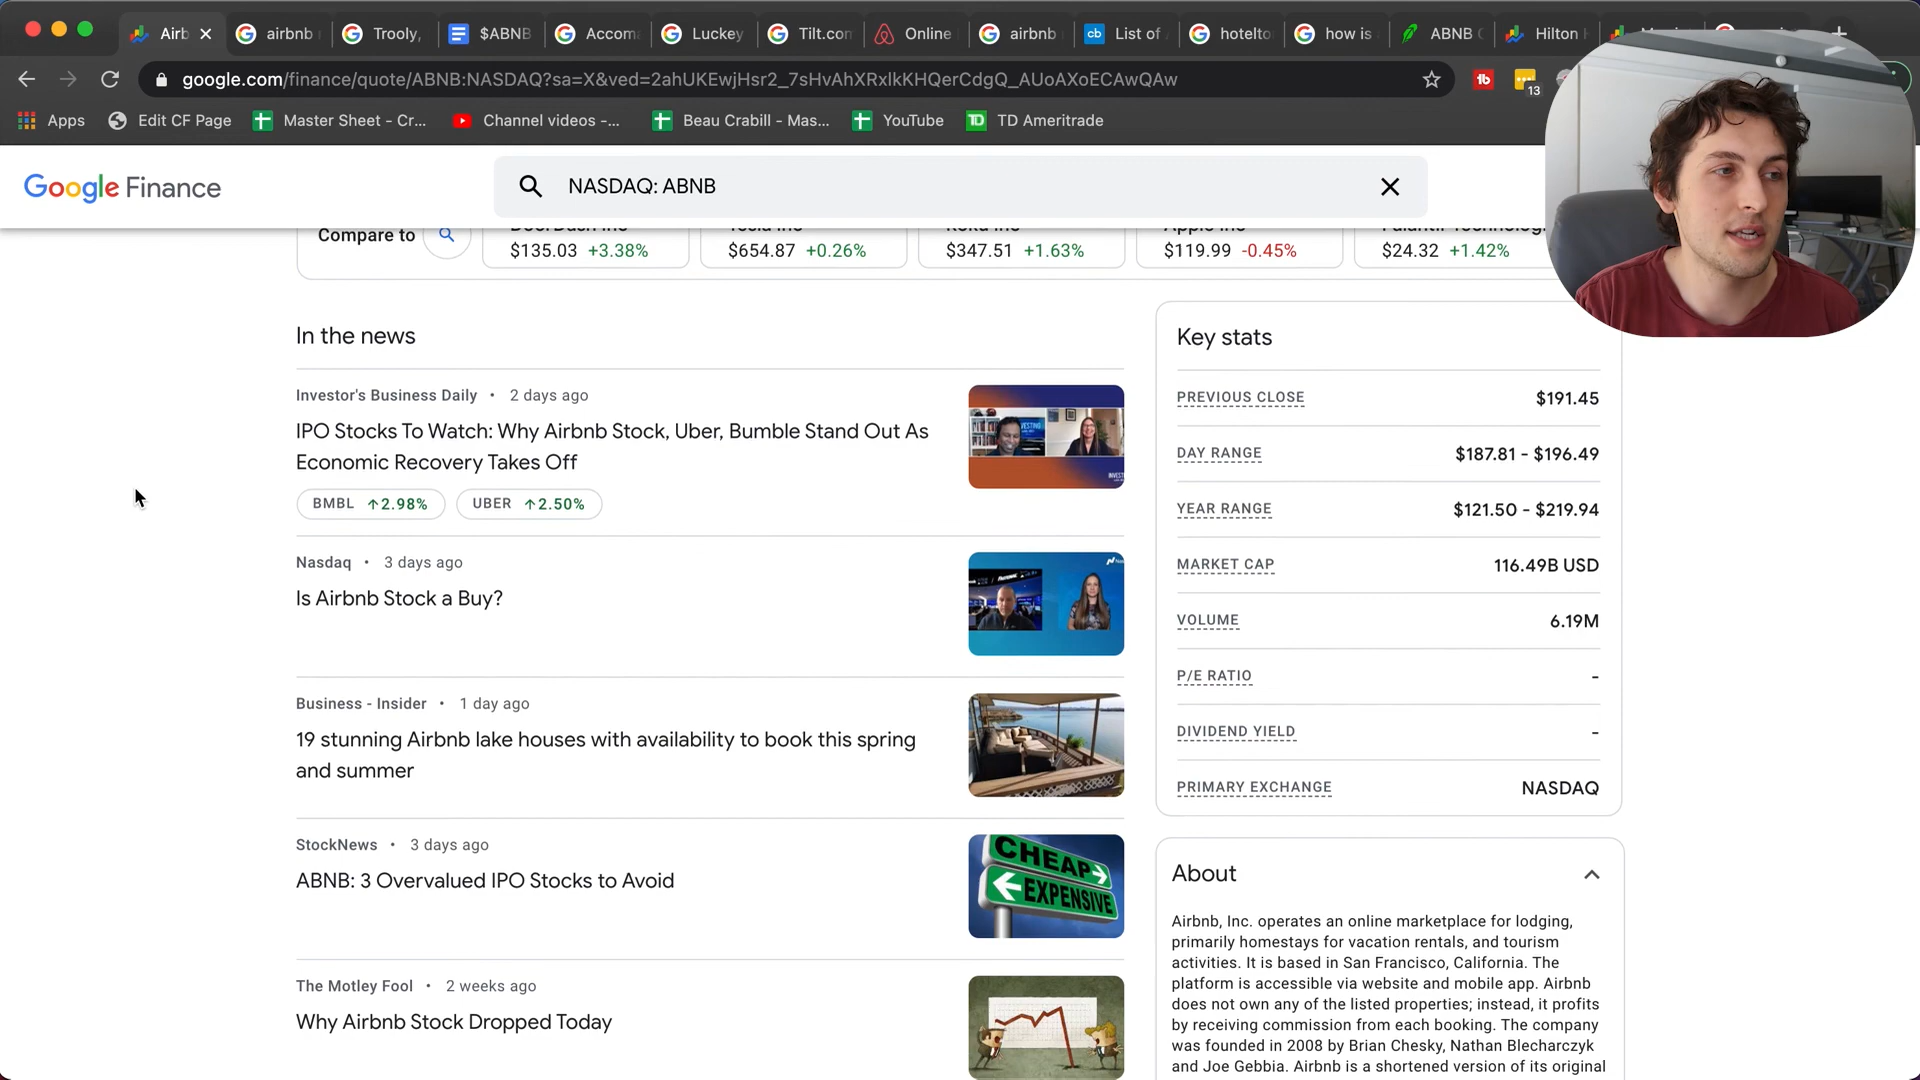 Airb
airbnb
Trooly,
$ABNB
Accom
Luckey
Tilt.com
Online
airbnb
List of
hotelto
how is
ABNB
Hilton
google.com/finance/quote/ABNB:NASDAQ?sa=X&ved=2ahUKEwjHsr2_7sHvAhXRxIkKHQerCdgQ_AUoAXoECAwQAw
13
Apps
Edit CF Page
Master Sheet - Cr...
Channel videos -...
Beau Crabill - Mas...
YouTube
TD Ameritrade
Google Finance
NASDAQ: ABNB
Compare to
$135.03 +3.38%
$654.87 +0.26%
$347.51 +1.63%
$119.99 -0.45%
$24.32 +1.42%
In the news
Investor's Business Daily • 2 days ago
IPO Stocks To Watch: Why Airbnb Stock, Uber, Bumble Stand Out As
Economic Recovery Takes Off
BMBL ↑2.98%
UBER ↑2.50%
Nasdaq • 3 days ago
Is Airbnb Stock a Buy?
Business - Insider • 1 day ago
19 stunning Airbnb lake houses with availability to book this spring
and summer
StockNews • 3 days ago
ABNB: 3 Overvalued IPO Stocks to Avoid
CHEAP
EXPENSIVE
The Motley Fool • 2 weeks ago
Why Airbnb Stock Dropped Today
Key stats
PREVIOUS CLOSE $191.45
DAY RANGE $187.81 - $196.49
YEAR RANGE $121.50 - $219.94
MARKET CAP 116.49B USD
VOLUME 6.19M
P/E RATIO -
DIVIDEND YIELD -
PRIMARY EXCHANGE NASDAQ
About
Airbnb, Inc. operates an online marketplace for lodging,
primarily homestays for vacation rentals, and tourism
activities. It is based in San Francisco, California. The
platform is accessible via website and mobile app. Airbnb
does not own any of the listed properties; instead, it profits
by receiving commission from each booking. The company
was founded in 2008 by Brian Chesky, Nathan Blecharczyk
and Joe Gebbia. Airbnb is a shortened version of its original